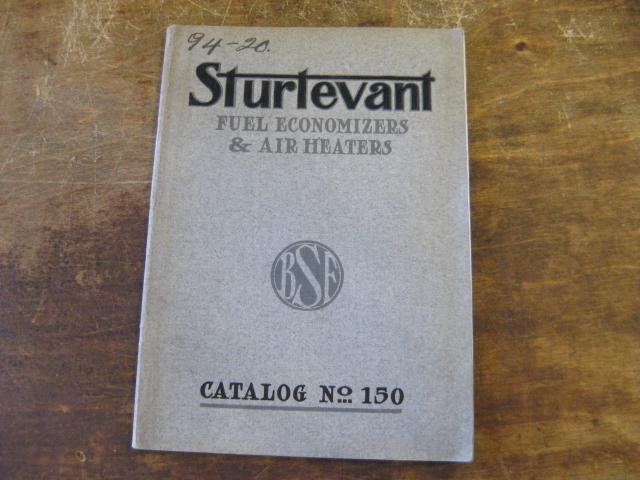 94-20.
Sturtevant
FUEL ECONOMIZERS
& AIR HEATERS
BSF
CATALOG No. 150